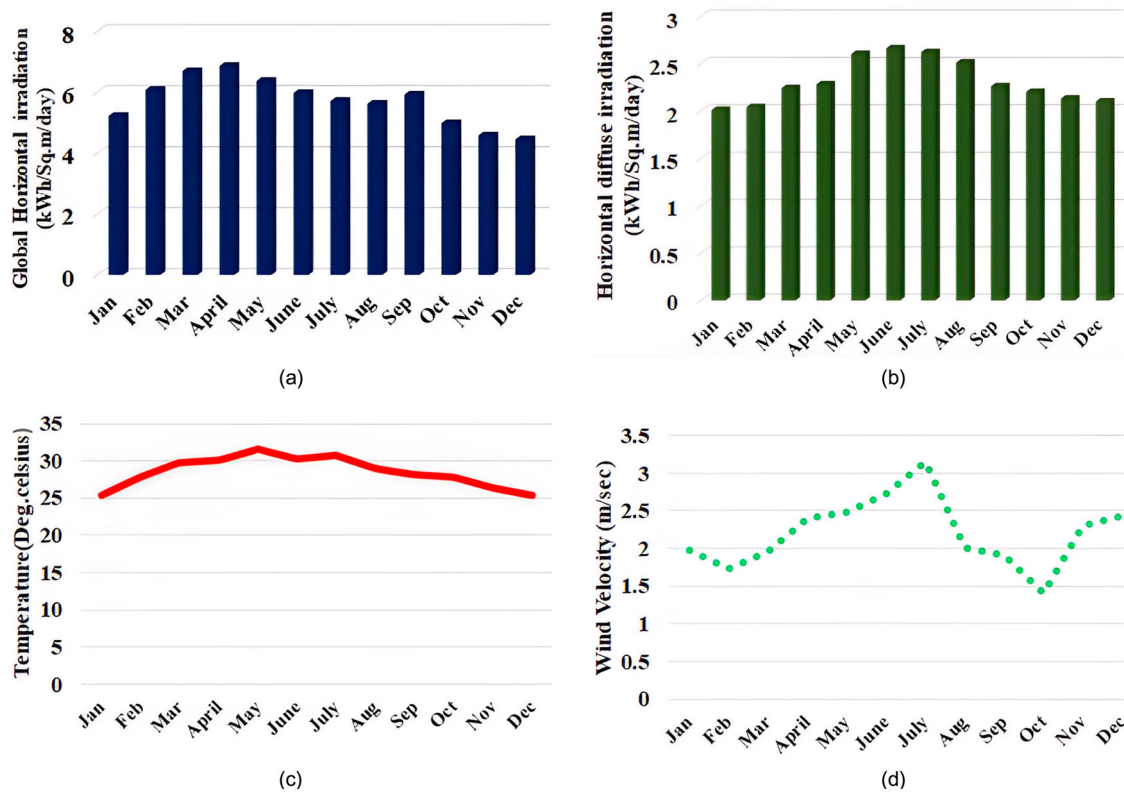 Global Horizontal irradiation
(kWh/Sq.m/day)
8
6
4
2
0
Jan
Feb
Mar
April
May
June
July
Aug
Sep
Oct
Nov
Dec
(a)
Horizontal diffuse irradiation
(kWh/Sq.m/day)
3
2.5
2
1.5
1
0.5
0
Jan
Feb
Mar
April
May
June
July
Aug
Sep
Oct
Nov
Dec
(b)
Temperature(Deg.celsius)
35
30
25
20
15
10
5
0
Jan
Feb
Mar
April
May
June
July
Aug
Sep
Oct
Nov
Dec
(c)
Wind Velocity (m/sec)
3.5
3
2.5
2
1.5
1
0.5
0
Jan
Feb
Mar
April
May
June
July
Aug
Sep
Oct
Nov
Dec
(d)